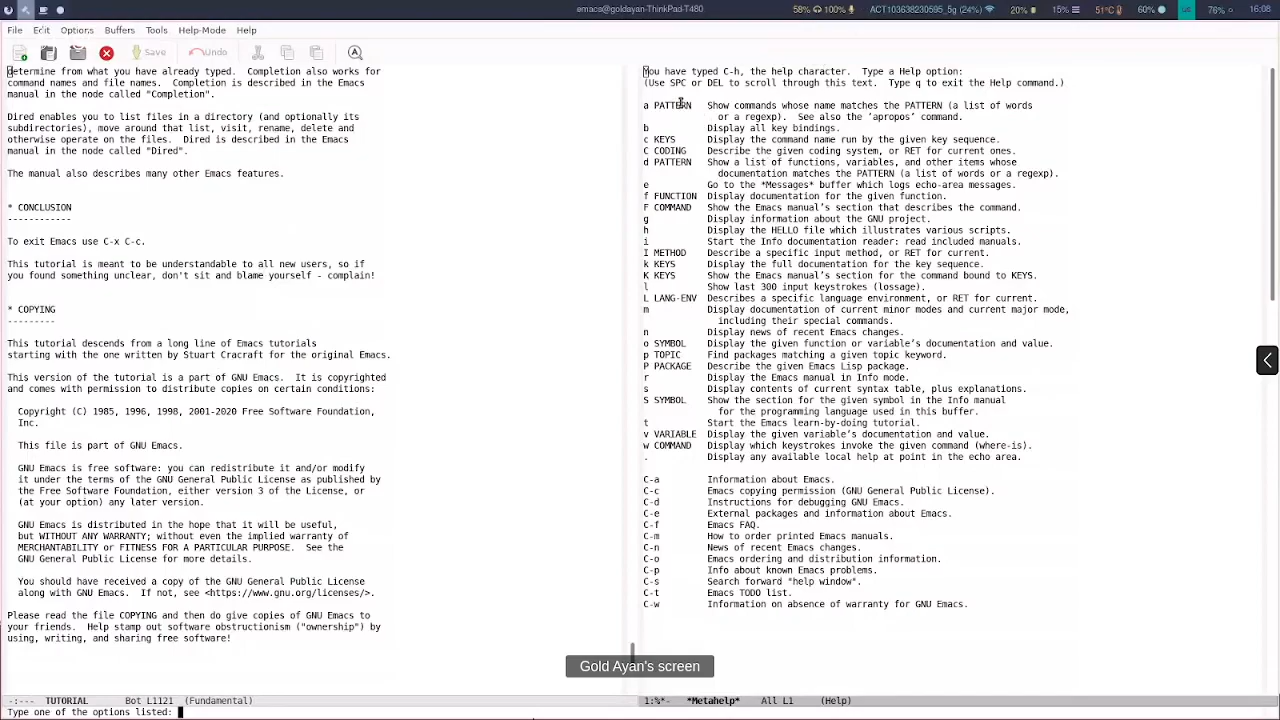 emacs@goldayan-ThinkPad-T480
58% 100% ACT103838230595_5g (24%) 20% 15% 51°C 60% 76% 16:08
File Edit Options Buffers Tools Help-Mode Help
Save Undo
determine from what you have already typed.  Completion also works for
command names and file names.  Completion is described in the Emacs
manual in the node called "Completion".
Dired enables you to list files in a directory (and optionally its
subdirectories), move around that list, visit, rename, delete and
otherwise operate on the files.  Dired is described in the Emacs
manual in the node called "Dired".
The manual also describes many other Emacs features.
* CONCLUSION
------------
To exit Emacs use C-x C-c.
This tutorial is meant to be understandable to all new users, so if
you found something unclear, don't sit and blame yourself - complain!
* COPYING
---------
This tutorial descends from a long line of Emacs tutorials
starting with the one written by Stuart Cracraft for the original Emacs.
This version of the tutorial is a part of GNU Emacs.  It is copyrighted
and comes with permission to distribute copies on certain conditions:
Copyright (C) 1985, 1996, 1998, 2001-2020 Free Software Foundation,
Inc.
This file is part of GNU Emacs.
GNU Emacs is free software: you can redistribute it and/or modify
it under the terms of the GNU General Public License as published by
the Free Software Foundation, either version 3 of the License, or
(at your option) any later version.
GNU Emacs is distributed in the hope that it will be useful,
but WITHOUT ANY WARRANTY; without even the implied warranty of
MERCHANTABILITY or FITNESS FOR A PARTICULAR PURPOSE.  See the
GNU General Public License for more details.
You should have received a copy of the GNU General Public License
along with GNU Emacs.  If not, see <https://www.gnu.org/licenses/>.
Please read the file COPYING and then do give copies of GNU Emacs to
your friends.  Help stamp out software obstructionism ("ownership") by
using, writing, and sharing free software!
-:---  TUTORIAL       Bot L1121  (Fundamental)
You have typed C-h, the help character.  Type a Help option:
(Use SPC or DEL to scroll through this text.  Type q to exit the Help command.)
a PATTERN   Show commands whose name matches the PATTERN (a list of words
or a regexp).  See also the ‘apropos’ command.
b           Display all key bindings.
c KEYS      Display the command name run by the given key sequence.
C CODING    Describe the given coding system, or RET for current ones.
d PATTERN   Show a list of functions, variables, and other items whose
documentation matches the PATTERN (a list of words or a regexp).
e           Go to the *Messages* buffer which logs echo-area messages.
f FUNCTION  Display documentation for the given function.
F COMMAND   Show the Emacs manual’s section that describes the command.
g           Display information about the GNU project.
h           Display the HELLO file which illustrates various scripts.
i           Start the Info documentation reader: read included manuals.
I METHOD    Describe a specific input method, or RET for current.
k KEYS      Display the full documentation for the key sequence.
K KEYS      Show the Emacs manual’s section for the command bound to KEYS.
l           Show last 300 input keystrokes (lossage).
L LANG-ENV  Describes a specific language environment, or RET for current.
m           Display documentation of current minor modes and current major mode,
including their special commands.
n           Display news of recent Emacs changes.
o SYMBOL    Display the given function or variable’s documentation and value.
p TOPIC     Find packages matching a given topic keyword.
P PACKAGE   Describe the given Emacs Lisp package.
r           Display the Emacs manual in Info mode.
s           Display contents of current syntax table, plus explanations.
S SYMBOL    Show the section for the given symbol in the Info manual
for the programming language used in this buffer.
t           Start the Emacs learn-by-doing tutorial.
v VARIABLE  Display the given variable’s documentation and value.
w COMMAND   Display which keystrokes invoke the given command (where-is).
.           Display any available local help at point in the echo area.
C-a         Information about Emacs.
C-c         Emacs copying permission (GNU General Public License).
C-d         Instructions for debugging GNU Emacs.
C-e         External packages and information about Emacs.
C-f         Emacs FAQ.
C-m         How to order printed Emacs manuals.
C-n         News of recent Emacs changes.
C-o         Emacs ordering and distribution information.
C-p         Info about known Emacs problems.
C-s         Search forward "help window".
C-t         Emacs TODO list.
C-w         Information on absence of warranty for GNU Emacs.
1:%*-  *Metahelp*   All L1     (Help)
Gold Ayan's screen
Type one of the options listed: